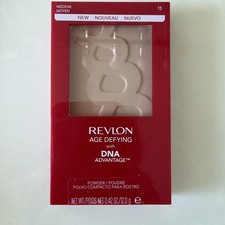 MEDIUM
MOYEN
15
NEW NOUVEAU NUEVO
REVLON
AGE DEFYING
with
DNA
ADVANTAGE™
POWDER / POUDRE
POLVO COMPACTO PARA ROSTRO
NET WT./POIDS NET 0.42 OZ./12.0 g e